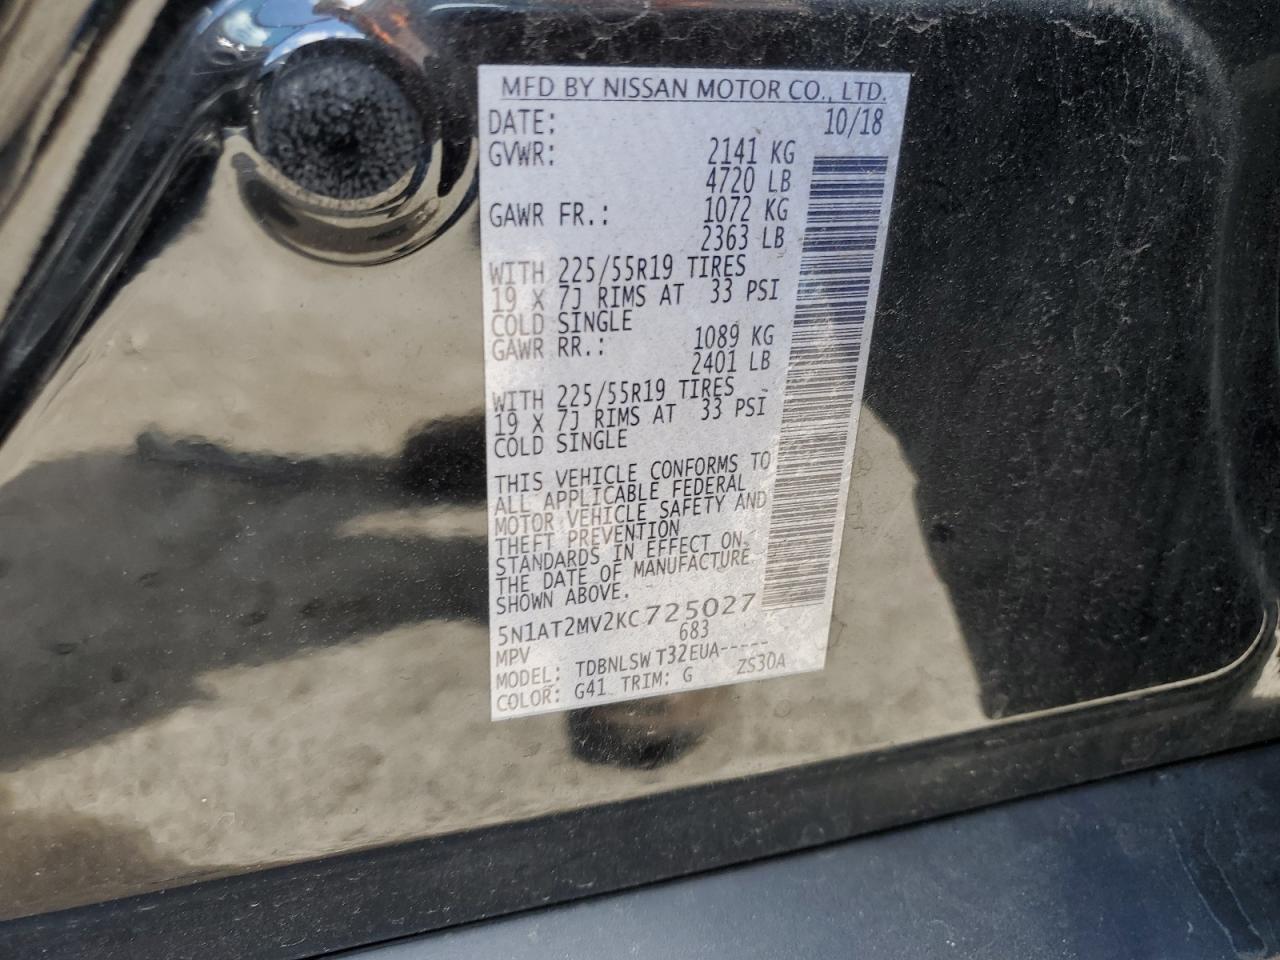 MFD BY NISSAN MOTOR CO., LTD.
DATE: 10/18
GVWR: 2141 KG
4720 LB
GAWR FR.: 1072 KG
2363 LB
WITH 225/55R19 TIRES
19 X 7J RIMS AT 33 PSI
COLD SINGLE
GAWR RR.: 1089 KG
2401 LB
WITH 225/55R19 TIRES
19 X 7J RIMS AT 33 PSI
COLD SINGLE
THIS VEHICLE CONFORMS TO
ALL APPLICABLE FEDERAL
MOTOR VEHICLE SAFETY AND
THEFT PREVENTION
STANDARDS IN EFFECT ON
THE DATE OF MANUFACTURE
SHOWN ABOVE.
5N1AT2MV2KC725027
MPV 683
MODEL: TDBNLSW T32EUA-----
COLOR: G41 TRIM: G ZS30A